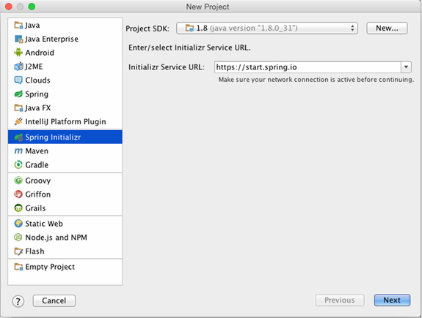 New Project
Java
Java Enterprise
Android
J2ME
Clouds
Spring
Java FX
IntelliJ Platform Plugin
Spring Initializr
Maven
Gradle
Groovy
Griffon
Grails
Static Web
Node.js and NPM
Flash
Empty Project
Project SDK: 1.8 (java version "1.8.0_31") New...
Enter/select Initializr Service URL.
Initializr Service URL: https://start.spring.io
Make sure your network connection is active before continuing.
? Cancel Previous Next